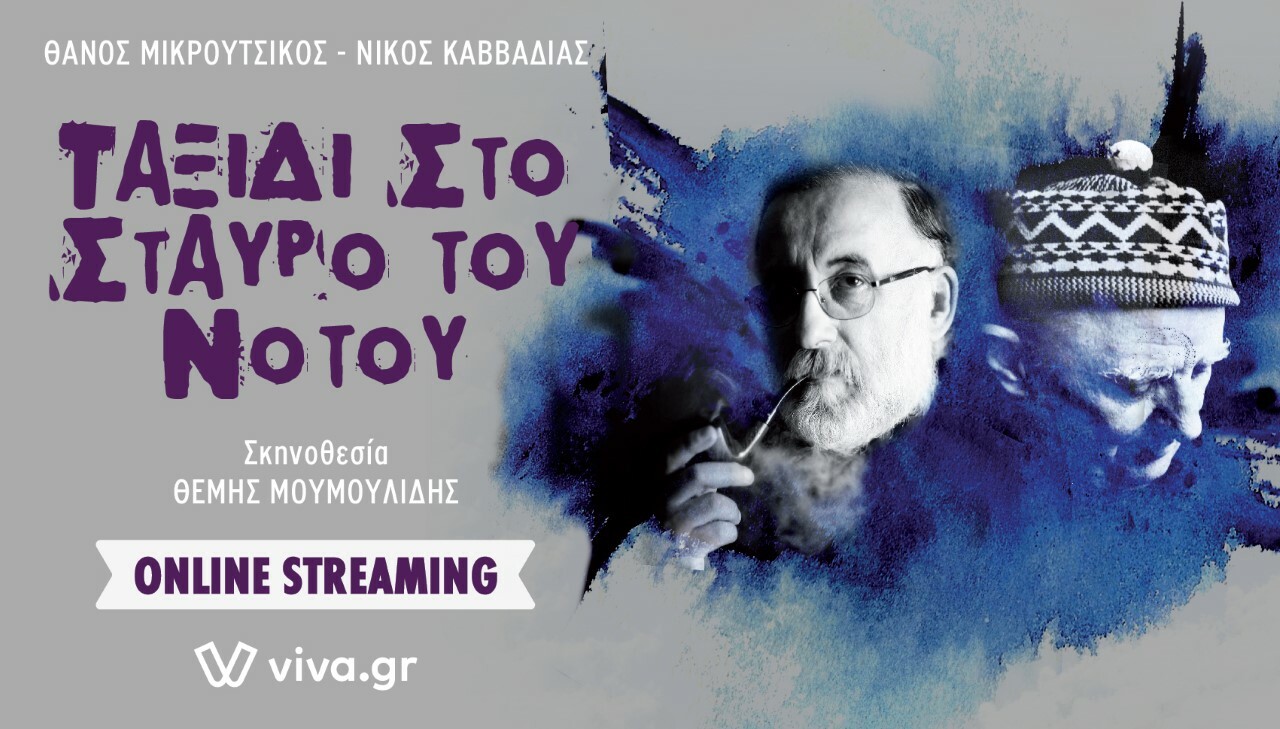 ΘΑΝΟΣ ΜΙΚΡΟΥΤΣΙΚΟΣ - ΝΙΚΟΣ ΚΑΒΒΑΔΙΑΣ
ΤΑΞΙΔΙ ΣΤΟ
ΣΤΑΥΡΟ ΤΟΥ
ΝΟΤΟΥ
Σκηνοθεσία
ΘΕΜΗΣ ΜΟΥΜΟΥΛΙΔΗΣ
ONLINE STREAMING
viva.gr